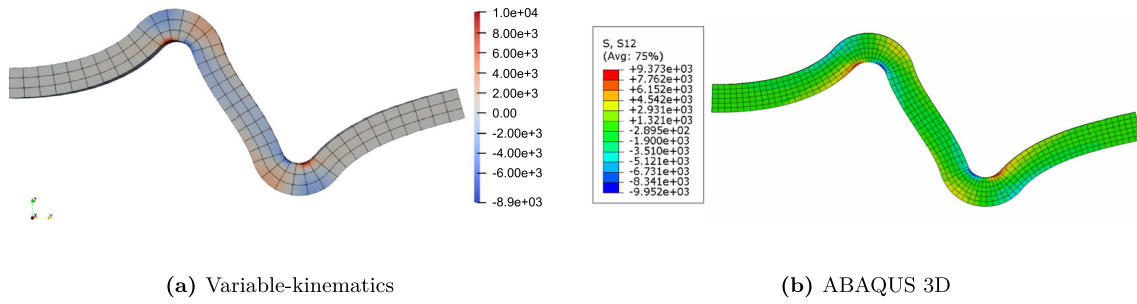 1.0e+04
6.00e+3
4.00e+3
2.00e+3
0.00
-2.00e+3
-4.00e+3
-6.00e+3
-8.9e+03
Z
X Y
(a) Variable-kinematics
S, S12
(Avg: 75%)
+9.373e+03
+7.762e+03
+6.152e+03
+4.542e+03
+2.931e+03
+1.321e+03
-2.895e+02
-1.900e+03
-3.510e+03
-5.121e+03
-6.731e+03
-8.341e+03
-9.952e+03
(b) ABAQUS 3D